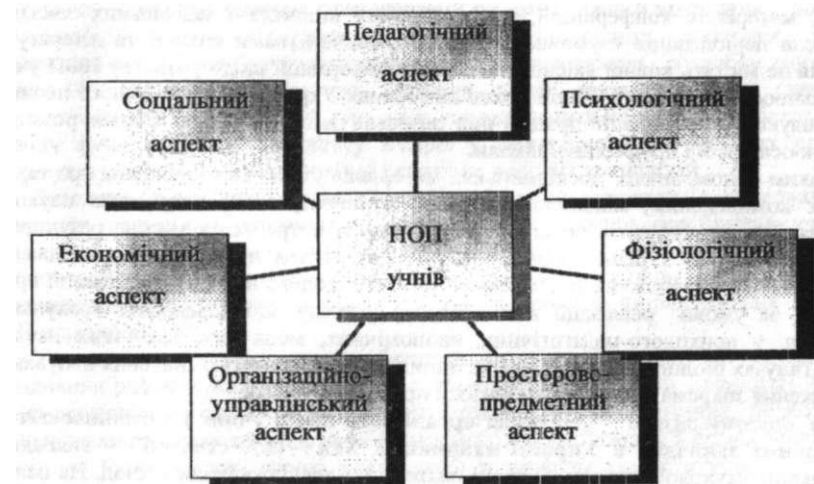 Педагогічний
аспект
Соціальний
аспект
Психологічний
аспект
НОП
учнів
Економічний
аспект
Фізіологічний
аспект
Організаційно-
управлінський
аспект
Просторово-
предметний
аспект